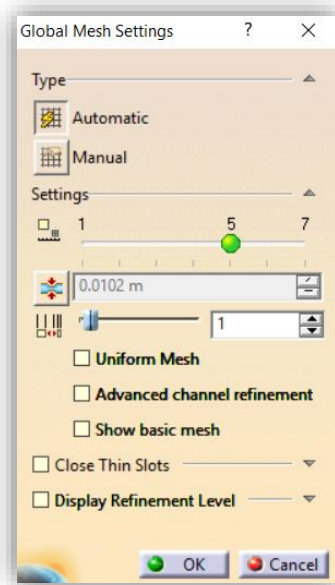 Global Mesh Settings ? ×
Type
Automatic
Manual
Settings
1 5 7
0.0102 m
1
Uniform Mesh
Advanced channel refinement
Show basic mesh
Close Thin Slots
Display Refinement Level
OK Cancel